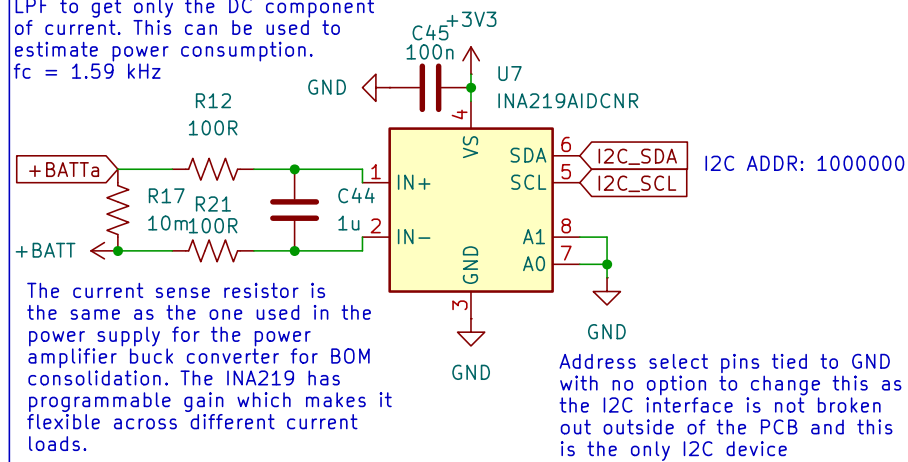 LPF to get only the DC component
of current. This can be used to
estimate power consumption.
fc = 1.59 kHz
+3V3
C45
100n
GND
U7
INA219AIDCNR
4
VS
R12
100R
+BATTa
1
IN+
SDA
6
I2C_SDA
I2C ADDR: 1000000
SCL
5
I2C_SCL
R17
10m
C44
1u
R21
100R
2
IN-
+BATT
A1
8
A0
7
GND
3
GND
GND
The current sense resistor is
the same as the one used in the
power supply for the power
amplifier buck converter for BOM
consolidation. The INA219 has
programmable gain which makes it
flexible across different current
loads.
Address select pins tied to GND
with no option to change this as
the I2C interface is not broken
out outside of the PCB and this
is the only I2C device